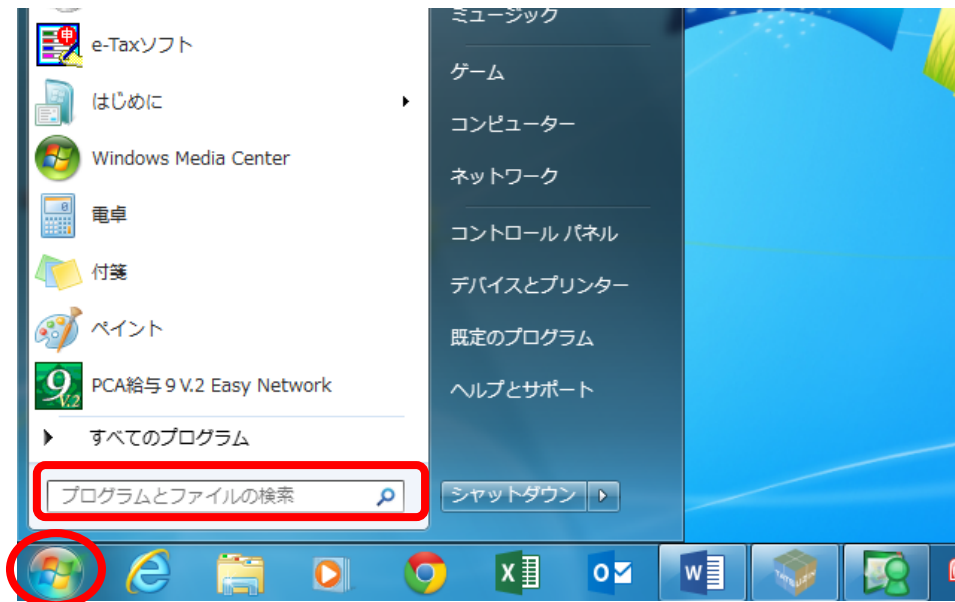 e-Taxソフト
はじめに
Windows Media Center
電卓
付箋
ペイント
PCA給与９V.2 Easy Network
すべてのプログラム
プログラムとファイルの検索
ミュージック
ゲーム
コンピューター
ネットワーク
コントロール パネル
デバイスとプリンター
既定のプログラム
ヘルプとサポート
シャットダウン